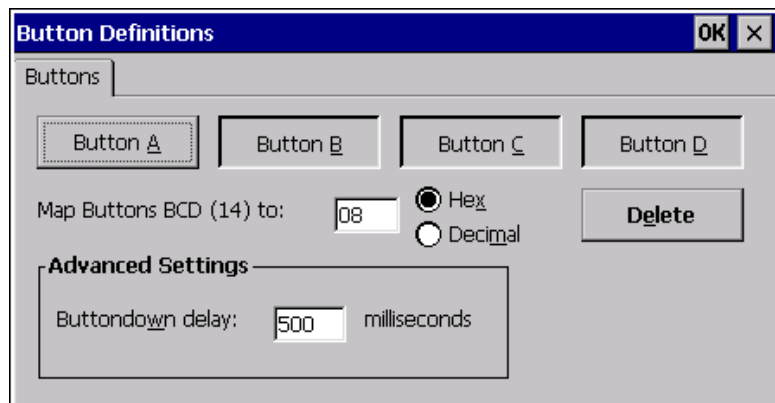 Button Definitions OK
Buttons
Button A Button B Button C Button D
Map Buttons BCD (14) to: 08 Hex
Decimal
Delete
Advanced Settings
Buttondown delay: 500 milliseconds